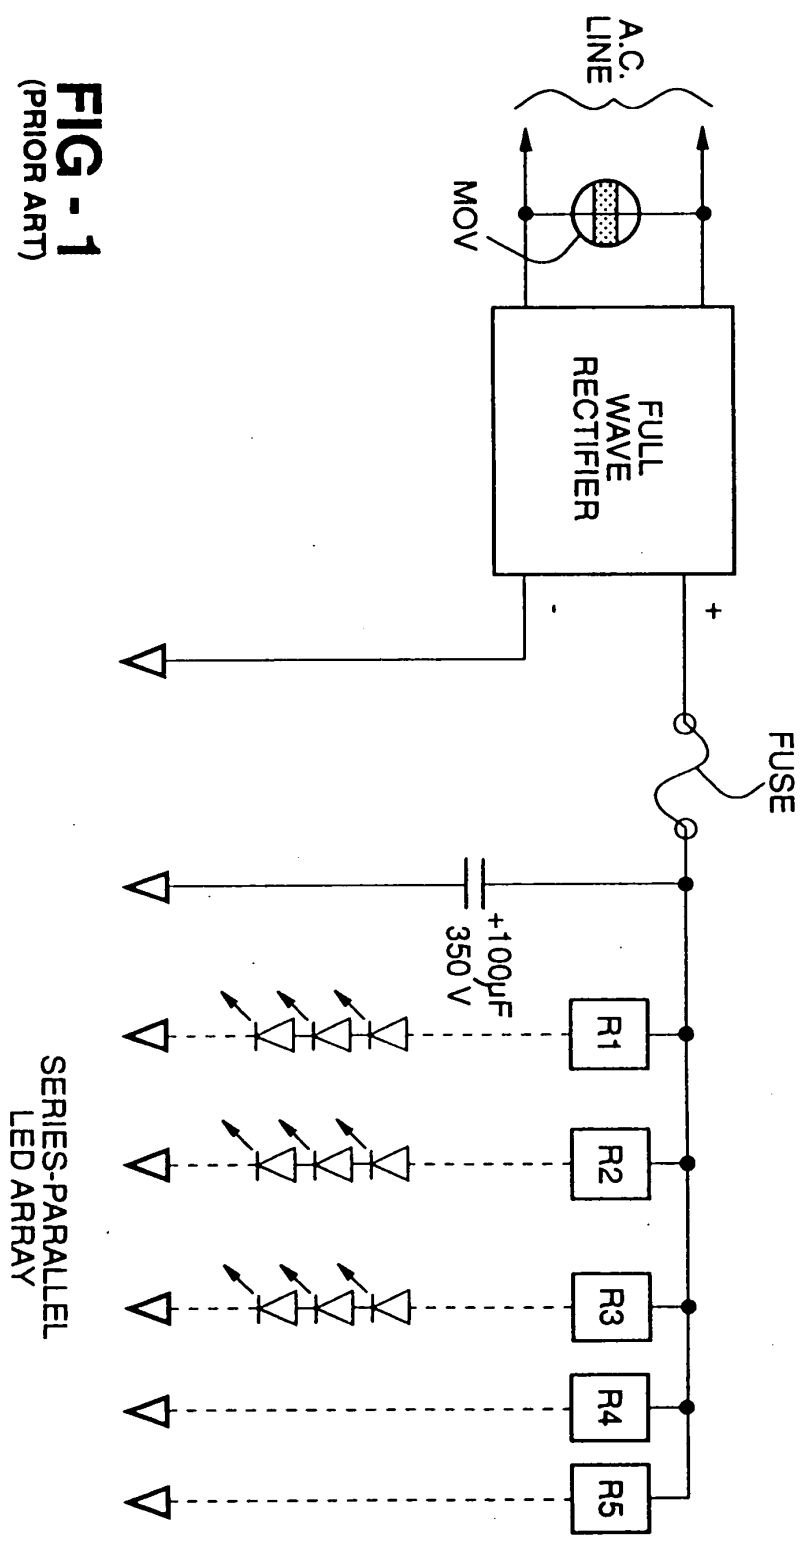 A.C.
LINE
MOV
FULL
WAVE
RECTIFIER
+
-
FUSE
+100µF
350 V
R1
R2
R3
R4
R5
SERIES-PARALLEL
LED ARRAY
FIG - 1
(PRIOR ART)